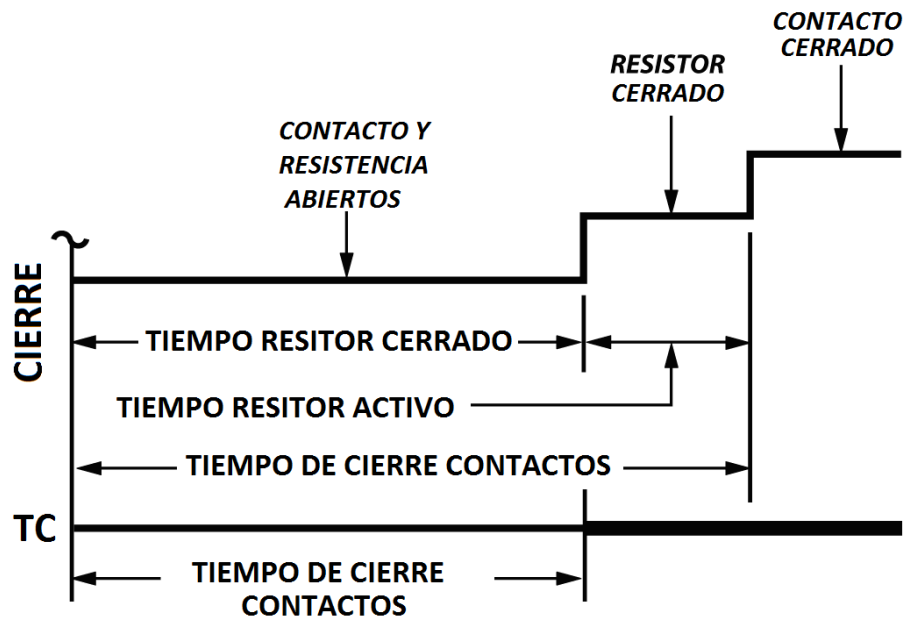 CONTACTO
CERRADO
RESISTOR
CERRADO
CONTACTO Y
RESISTENCIA
ABIERTOS
CIERRE
TIEMPO RESITOR CERRADO
TIEMPO RESITOR ACTIVO
TIEMPO DE CIERRE CONTACTOS
TC
TIEMPO DE CIERRE
CONTACTOS